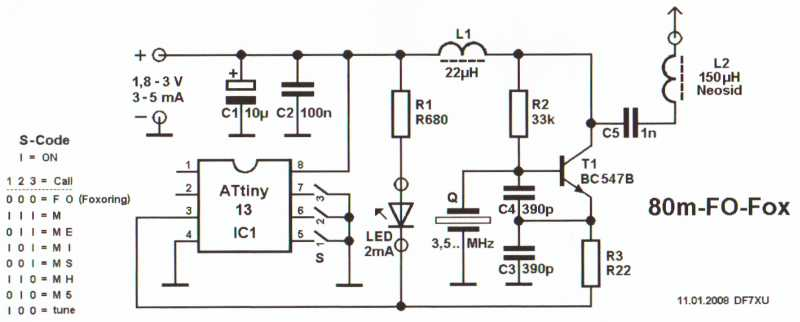 L1
22µH
L2
150µH
Neosid
+
1,8 - 3 V
3 - 5 mA
−
+
C1 10µ
C2 100n
R1
R680
R2
33k
C5 1n
S-Code
I = ON
1 2 3 = Call
0 0 0 = F O (Foxoring)
I I I = M O
0 I I = M E
I 0 I = M I
0 0 I = M S
I I 0 = M H
0 I 0 = M 5
I 0 0 = tune
1
2
3
4
8
7
6
5
ATtiny
13
IC1
3
2
1
S
LED
2mA
Q
3,5.. MHz
C4 390p
C3 390p
T1
BC547B
R3
R22
80m-FO-Fox
11.01.2008 DF7XU